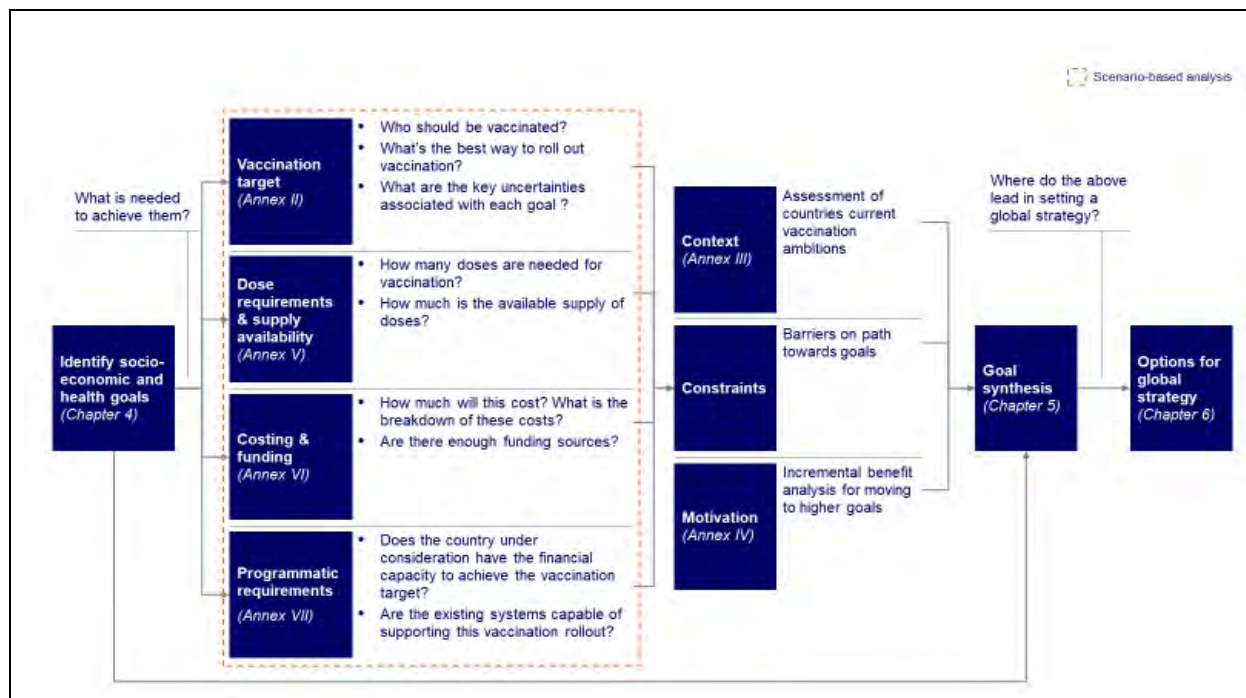 Scenario-based analysis
What is needed
to achieve them?
Identify socio-
economic and
health goals
(Chapter 4)
Vaccination
target
(Annex II)
• Who should be vaccinated?
• What's the best way to roll out
vaccination?
• What are the key uncertainties
associated with each goal ?
Dose
requirements
& supply
availability
(Annex V)
• How many doses are needed for
vaccination?
• How much is the available supply of
doses?
Costing &
funding
(Annex VI)
• How much will this cost? What is the
breakdown of these costs?
• Are there enough funding sources?
Programmatic
requirements
(Annex VII)
• Does the country under
consideration have the financial
capacity to achieve the vaccination
target?
• Are the existing systems capable of
supporting this vaccination rollout?
Context
(Annex III)
Assessment of
countries current
vaccination
ambitions
Constraints
Barriers on path
towards goals
Motivation
(Annex IV)
Incremental benefit
analysis for moving
to higher goals
Goal
synthesis
(Chapter 5)
Where do the above
lead in setting a
global strategy?
Options for
global
strategy
(Chapter 6)